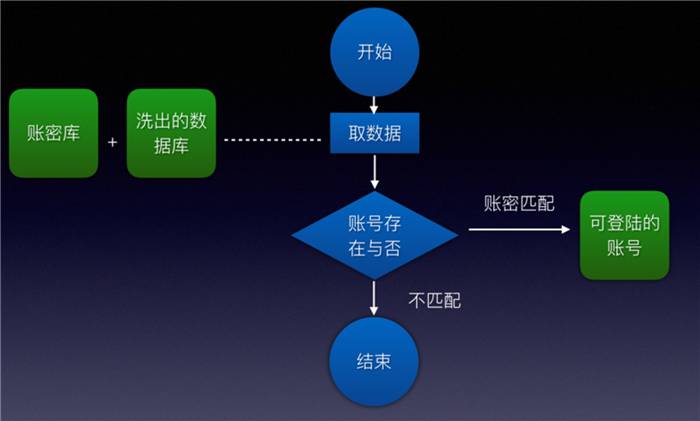 开始
账密库
+
洗出的数
据库
取数据
账号存
在与否
账密匹配
可登陆的
账号
不匹配
结束